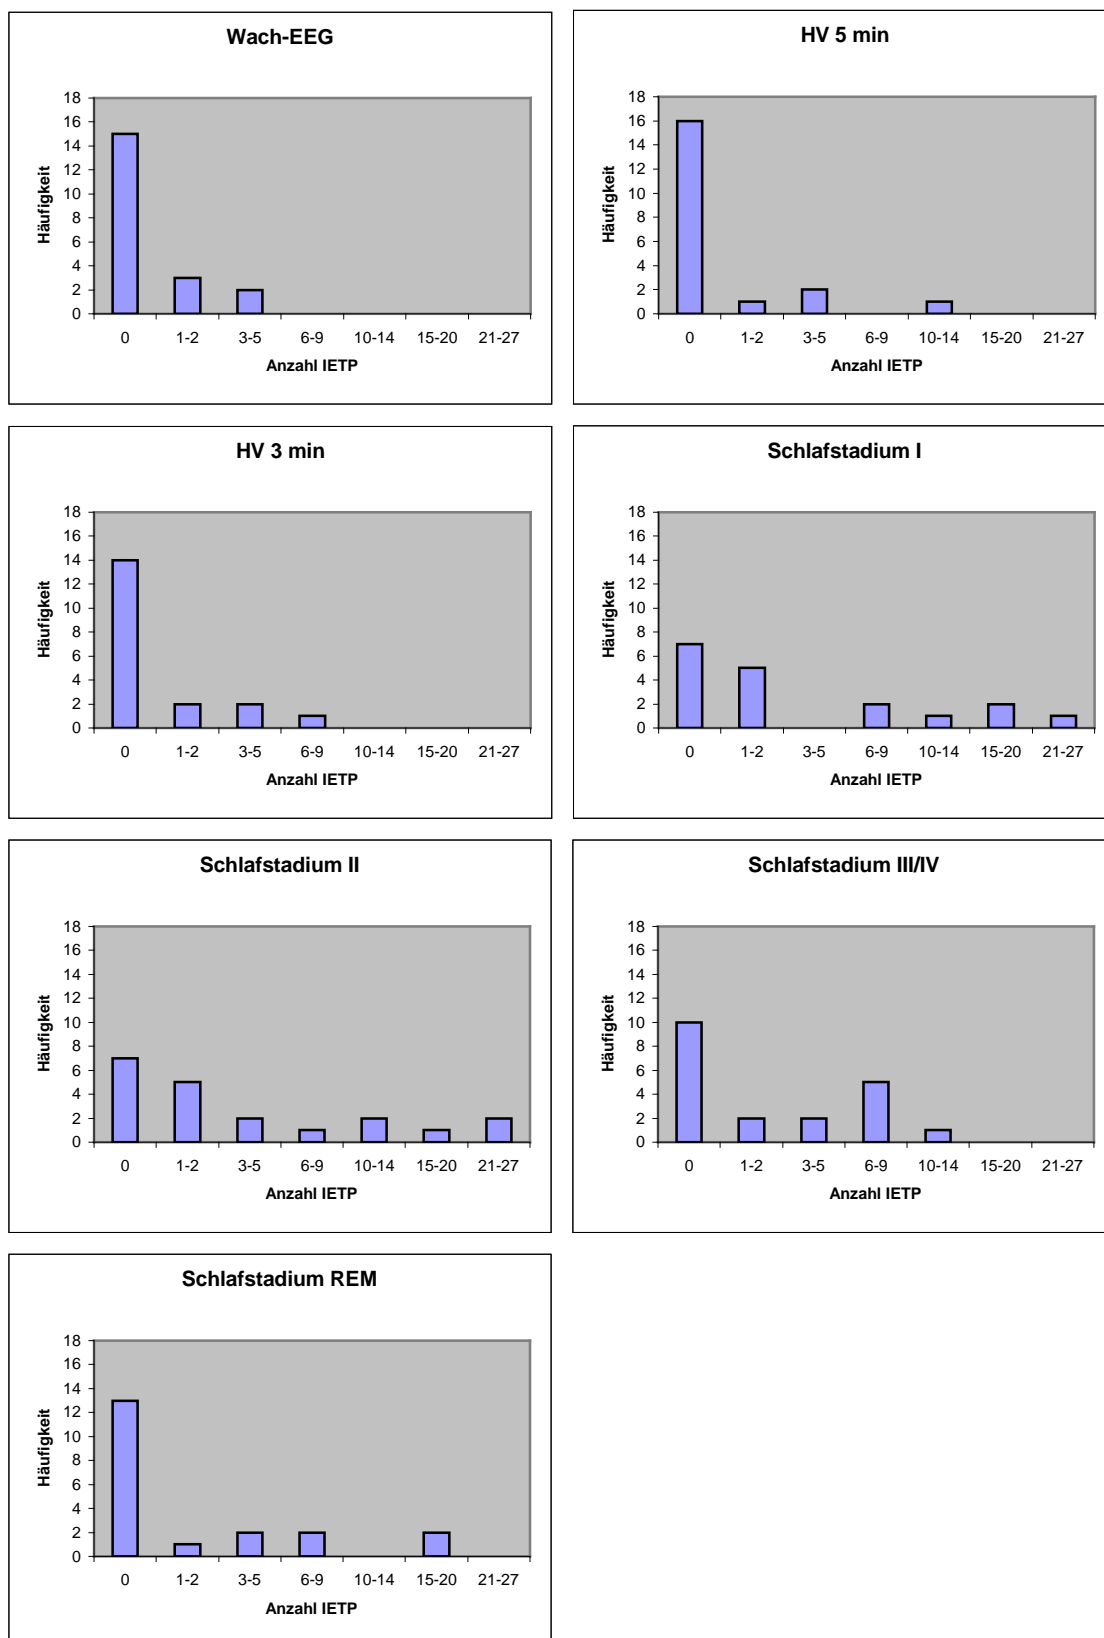 Wach-EEG
Häufigkeit
18
16
14
12
10
8
6
4
2
0
0 1-2 3-5 6-9 10-14 15-20 21-27
Anzahl IETP
HV 5 min
Häufigkeit
18
16
14
12
10
8
6
4
2
0
0 1-2 3-5 6-9 10-14 15-20 21-27
Anzahl IETP
HV 3 min
Häufigkeit
18
16
14
12
10
8
6
4
2
0
0 1-2 3-5 6-9 10-14 15-20 21-27
Anzahl IETP
Schlafstadium I
Häufigkeit
18
16
14
12
10
8
6
4
2
0
0 1-2 3-5 6-9 10-14 15-20 21-27
Anzahl IETP
Schlafstadium II
Häufigkeit
18
16
14
12
10
8
6
4
2
0
0 1-2 3-5 6-9 10-14 15-20 21-27
Anzahl IETP
Schlafstadium III/IV
Häufigkeit
18
16
14
12
10
8
6
4
2
0
0 1-2 3-5 6-9 10-14 15-20 21-27
Anzahl IETP
Schlafstadium REM
Häufigkeit
18
16
14
12
10
8
6
4
2
0
0 1-2 3-5 6-9 10-14 15-20 21-27
Anzahl IETP